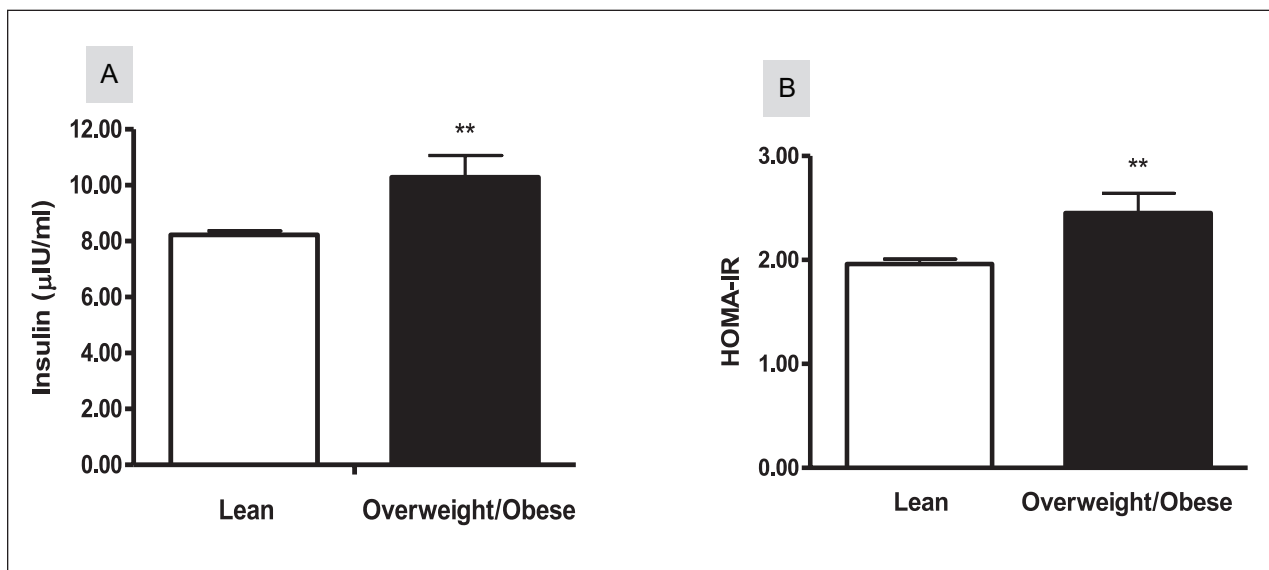 A
Insulin (µIU/ml)
12.00
10.00
8.00
6.00
4.00
2.00
0.00
**
Lean
Overweight/Obese
B
HOMA-IR
3.00
2.00
1.00
0.00
**
Lean
Overweight/Obese